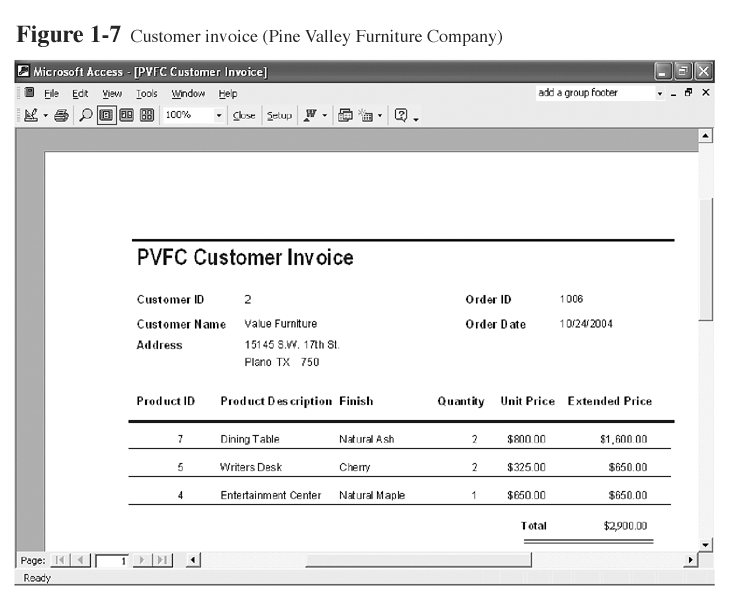 Figure 1-7 Customer invoice (Pine Valley Furniture Company)
Microsoft Access - [PVFC Customer Invoice]
File Edit View Tools Window Help add a group footer
100% Close Setup
PVFC Customer Invoice
Customer ID 2 Order ID 1006
Customer Name Value Furniture Order Date 10/24/2004
Address 15145 S.W. 17th St.
Plano TX 750
Product ID Product Description Finish Quantity Unit Price Extended Price
7 Dining Table Natural Ash 2 $800.00 $1,600.00
5 Writers Desk Cherry 2 $325.00 $650.00
4 Entertainment Center Natural Maple 1 $650.00 $650.00
Total $2,900.00
Page: 1
Ready